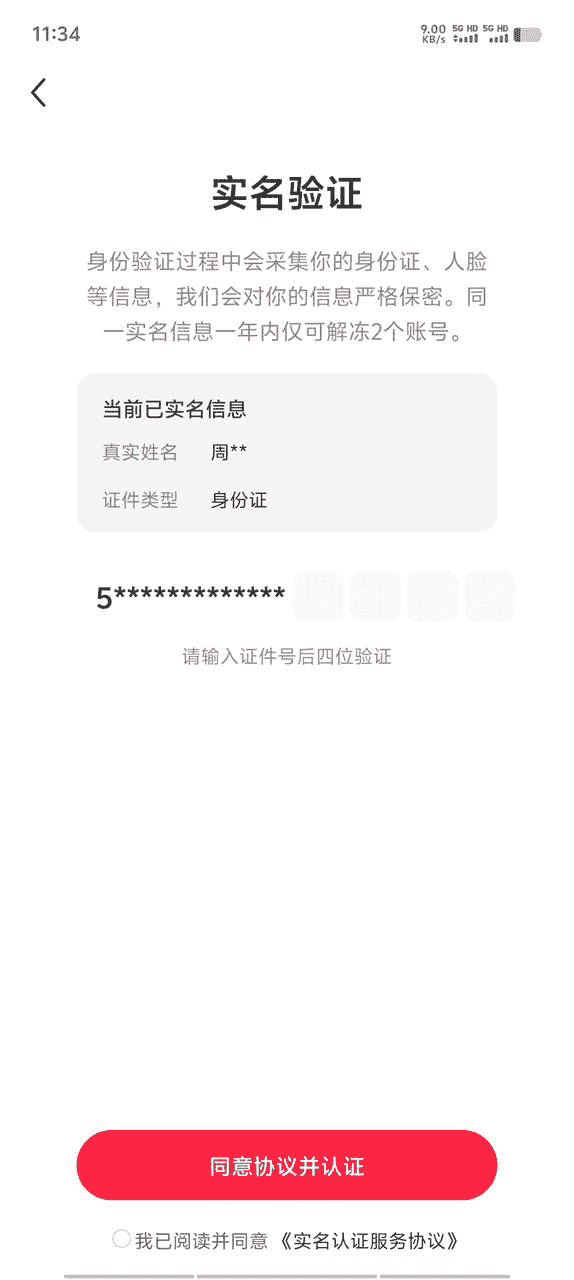 11:34
9.00 KB/s 5G HD 5G HD
实名验证
身份验证过程中会采集你的身份证、人脸
等信息，我们会对你的信息严格保密。同
一实名信息一年内仅可解冻2个账号。
当前已实名信息
真实姓名 周**
证件类型 身份证
5*************
请输入证件号后四位验证
同意协议并认证
我已阅读并同意《实名认证服务协议》